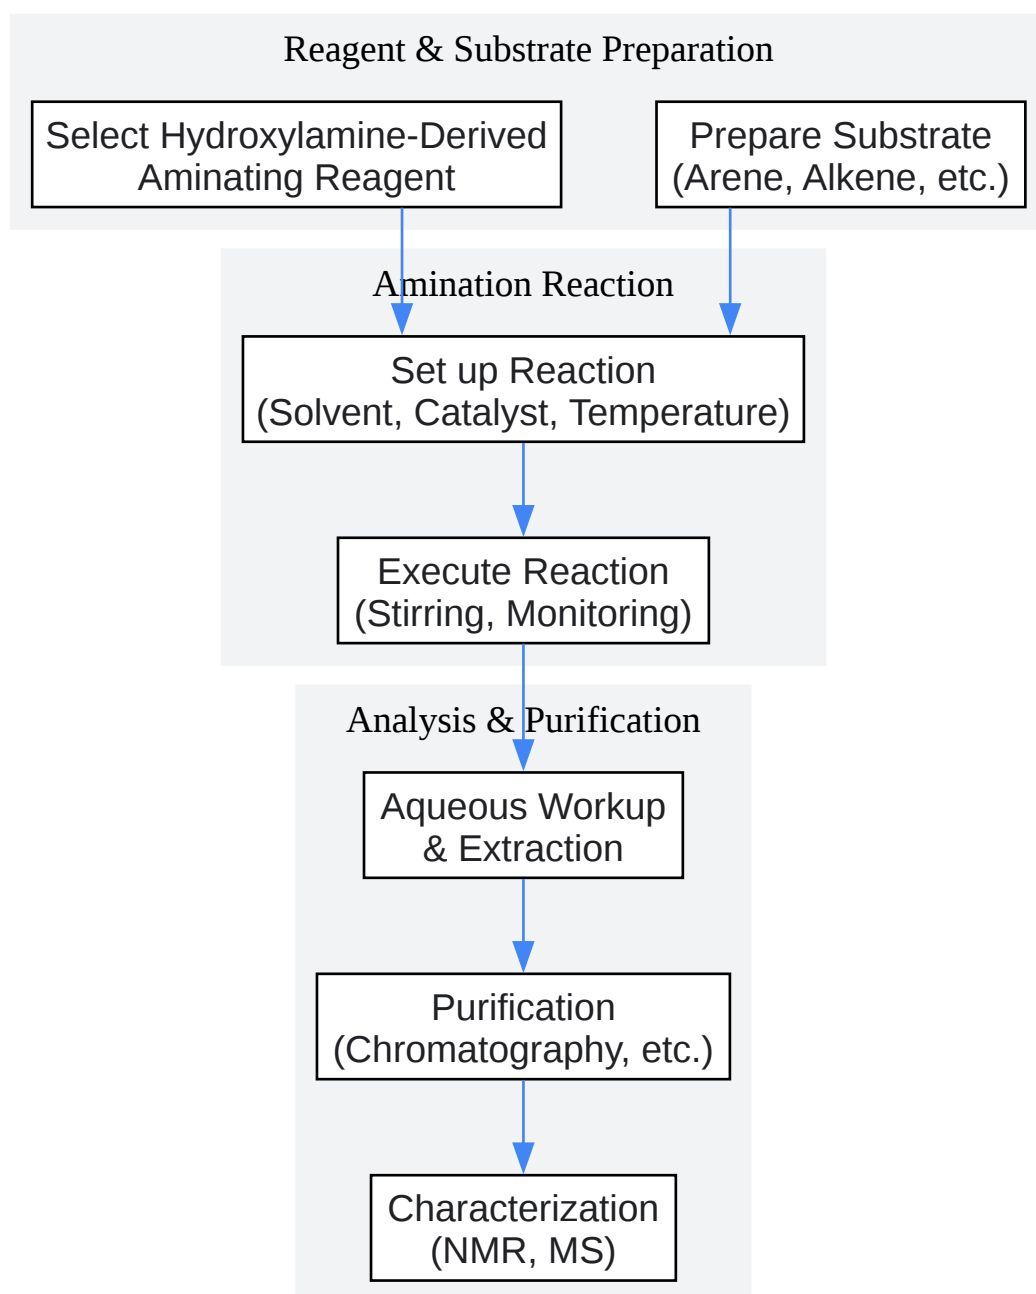 Reagent & Substrate Preparation
Select Hydroxylamine-Derived
Aminating Reagent
Prepare Substrate
(Arene, Alkene, etc.)
Amination Reaction
Set up Reaction
(Solvent, Catalyst, Temperature)
Execute Reaction
(Stirring, Monitoring)
Analysis & Purification
Aqueous Workup
& Extraction
Purification
(Chromatography, etc.)
Characterization
(NMR, MS)